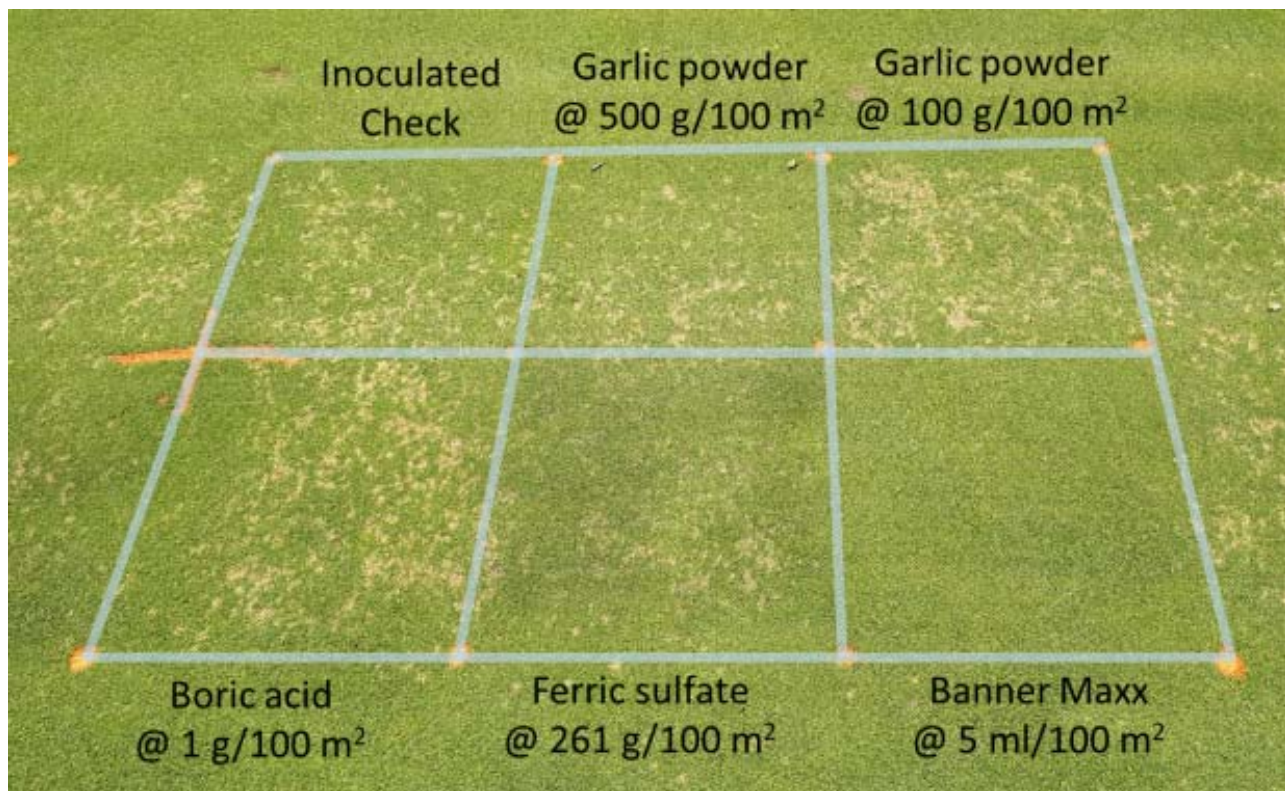 Inoculated
Check
Garlic powder
@ 500 g/100 m²
Garlic powder
@ 100 g/100 m²
Boric acid
@ 1 g/100 m²
Ferric sulfate
@ 261 g/100 m²
Banner Maxx
@ 5 ml/100 m²